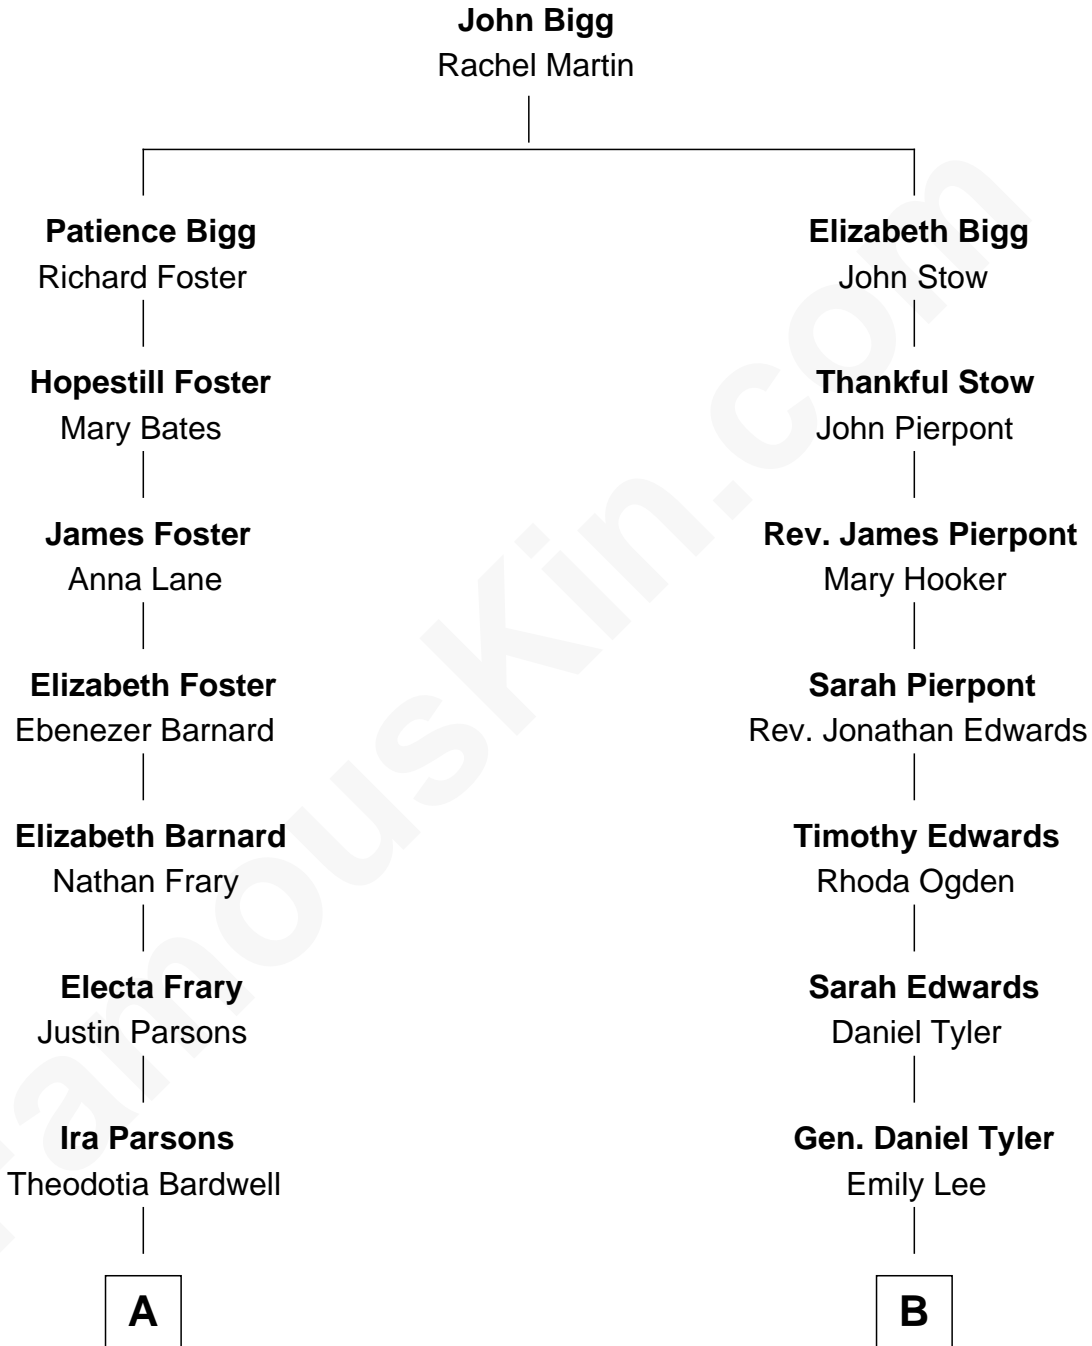 John Bigg
Rachel Martin
Patience Bigg
Richard Foster
Elizabeth Bigg
John Stow
Hopestill Foster
Mary Bates
Thankful Stow
John Pierpont
James Foster
Anna Lane
Rev. James Pierpont
Mary Hooker
Elizabeth Foster
Ebenezer Barnard
Sarah Pierpont
Rev. Jonathan Edwards
Elizabeth Barnard
Nathan Frary
Timothy Edwards
Rhoda Ogden
Electa Frary
Justin Parsons
Sarah Edwards
Daniel Tyler
Ira Parsons
Theodotia Bardwell
Gen. Daniel Tyler
Emily Lee
A
B
FamousKin.com